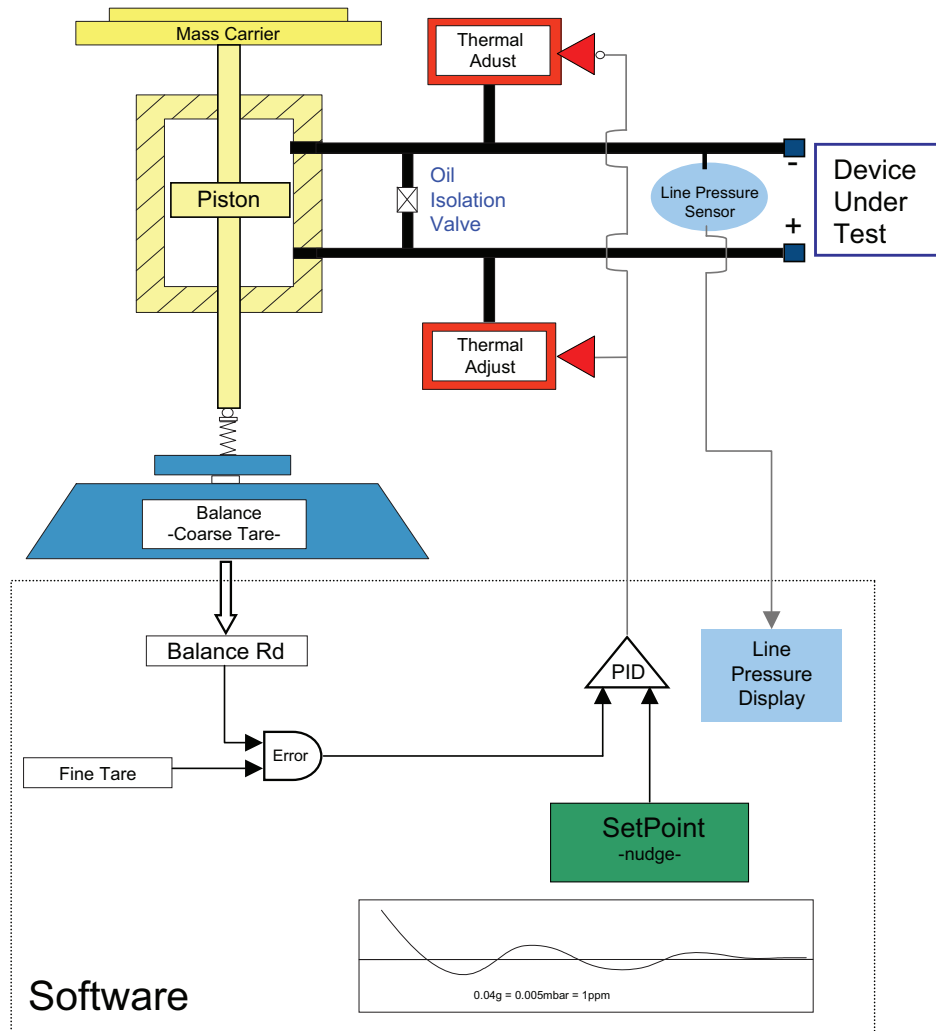 Mass Carrier
Thermal
Adust
Oil
Isolation
Valve
Piston
Line Pressure
Sensor
-
+
Device
Under
Test
Thermal
Adjust
Balance
-Coarse Tare-
Balance Rd
PID
Line
Pressure
Display
Error
Fine Tare
SetPoint
-nudge-
0.04g = 0.005mbar = 1ppm
Software